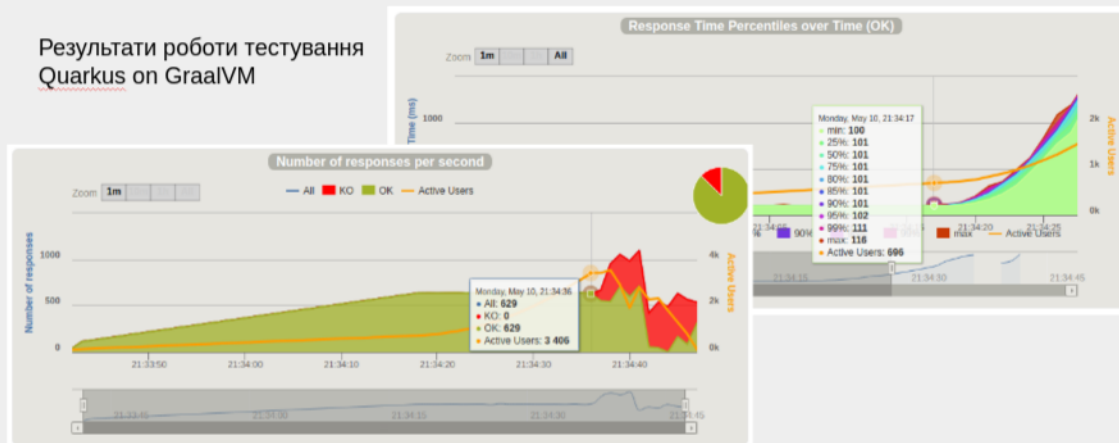 Результати роботи тестування
Quarkus on GraalVM
Response Time Percentiles over Time (OK)
Zoom 1m All
Time (ms)
1000
2k
1k
0k
Active Users
Monday, May 10, 21:34:17
min: 100
25%: 101
50%: 101
75%: 101
80%: 101
85%: 101
90%: 101
95%: 102
99%: 111
max: 116
Active Users: 696
21:34:20 21:34:25
90% max Active Users
21:34:15 21:34:30 21:34:45
Number of responses per second
Zoom 1m
All KO OK Active Users
Number of responses
1000
500
0
4k
2k
0k
Active Users
Monday, May 10, 21:34:36
All: 629
KO: 0
OK: 629
Active Users: 3 406
21:33:50 21:34:00 21:34:10 21:34:20 21:34:30 21:34:40
21:33:45 21:34:00 21:34:15 21:34:30